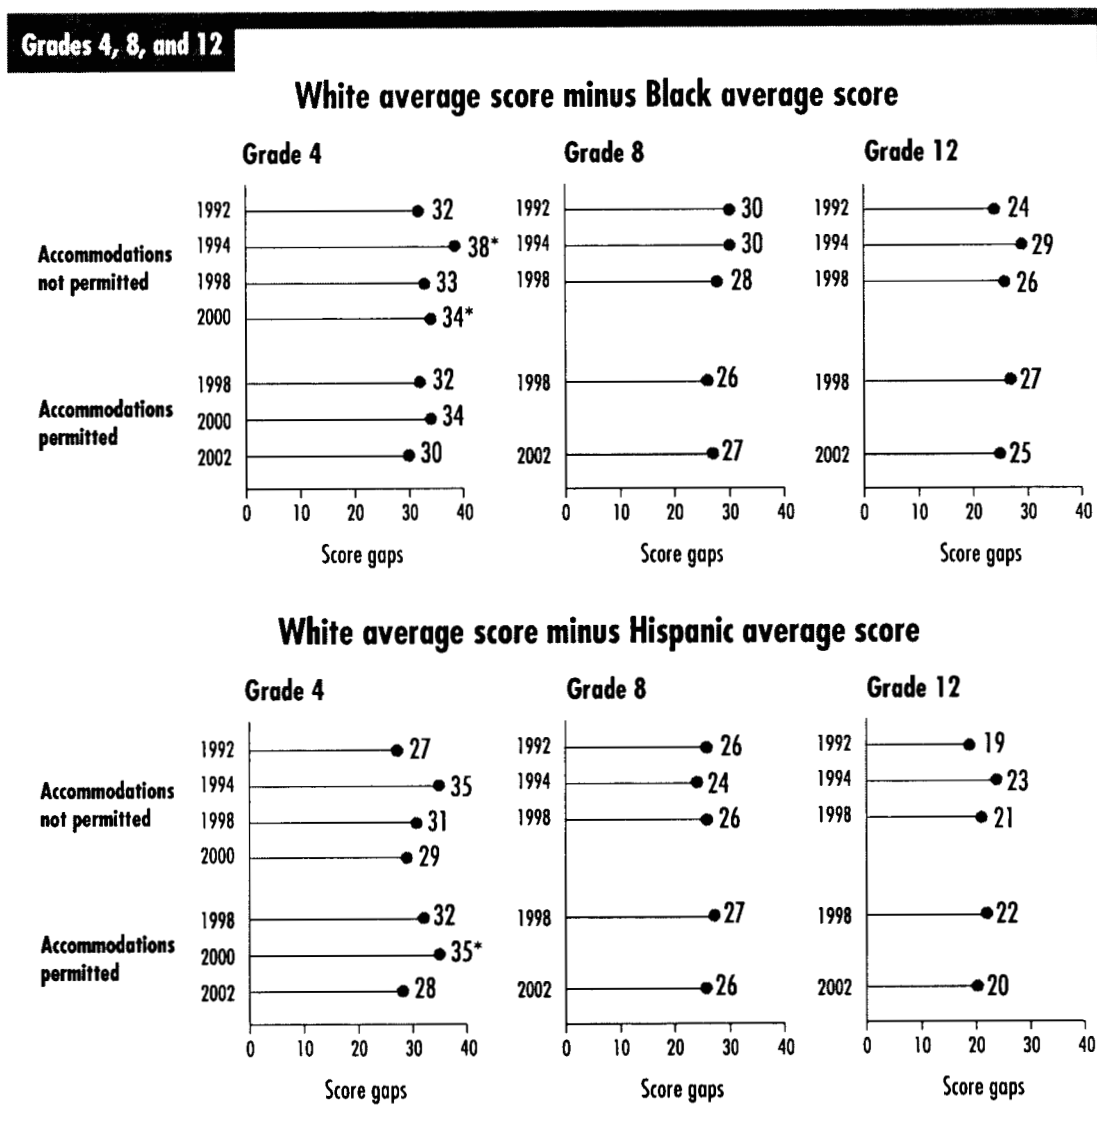 Grades 4, 8, and 12
White average score minus Black average score
Grade 4
Accommodations
not permitted
1992 32
1994 38*
1998 33
2000 34*
Accommodations
permitted
1998 32
2000 34
2002 30
0 10 20 30 40
Score gaps
Grade 8
1992 30
1994 30
1998 28
1998 26
2002 27
0 10 20 30 40
Score gaps
Grade 12
1992 24
1994 29
1998 26
1998 27
2002 25
0 10 20 30 40
Score gaps
White average score minus Hispanic average score
Grade 4
Accommodations
not permitted
1992 27
1994 35
1998 31
2000 29
Accommodations
permitted
1998 32
2000 35*
2002 28
0 10 20 30 40
Score gaps
Grade 8
1992 26
1994 24
1998 26
1998 27
2002 26
0 10 20 30 40
Score gaps
Grade 12
1992 19
1994 23
1998 21
1998 22
2002 20
0 10 20 30 40
Score gaps